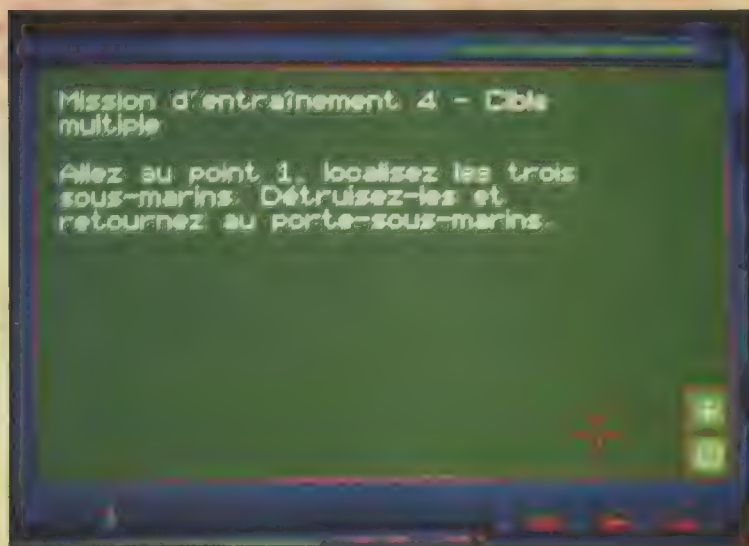 Mission d'entraînement 4 - Cible
multiple
Allez au point 1, localisez les trois
sous-marins. Détruisez-les et
retournez au porte-sous-marins.